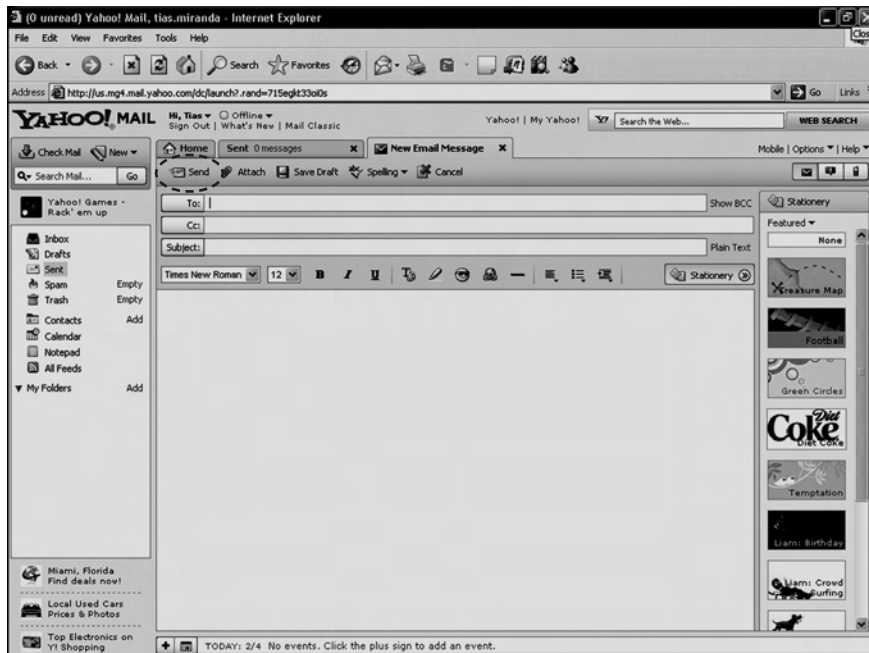 (0 unread) Yahoo! Mail, tias.miranda - Internet Explorer
File Edit View Favorites Tools Help
Clos
Back Search Favorites
Address http://us.mg4.mail.yahoo.com/dc/launch?.rand=715egkt33oi0s Go Links
YAHOO! MAIL Hi, Tias Offline
Sign Out | What's New | Mail Classic
Yahoo! | My Yahoo! Y! Search the Web... WEB SEARCH
Check Mail New Home Sent 0 messages x New Email Message x Mobile | Options | Help
Search Mail... Go Send Attach Save Draft Spelling Cancel
Yahoo! Games -
Rack' em up
To: Show BCC
Cc:
Subject: Plain Text
Times New Roman 12 B I U Stationery
Inbox
Drafts
Sent
Spam Empty
Trash Empty
Contacts Add
Calendar
Notepad
All Feeds
My Folders Add
Stationery
Featured
None
Xreasure Map
Football
Green Circles
Diet
Coke
Diet Coke
Temptation
Liam: Birthday
Liam: Crowd
Surfing
Miami, Florida
Find deals now!
Local Used Cars
Prices & Photos
Top Electronics on
Y! Shopping
+ TODAY: 2/4 No events. Click the plus sign to add an event.